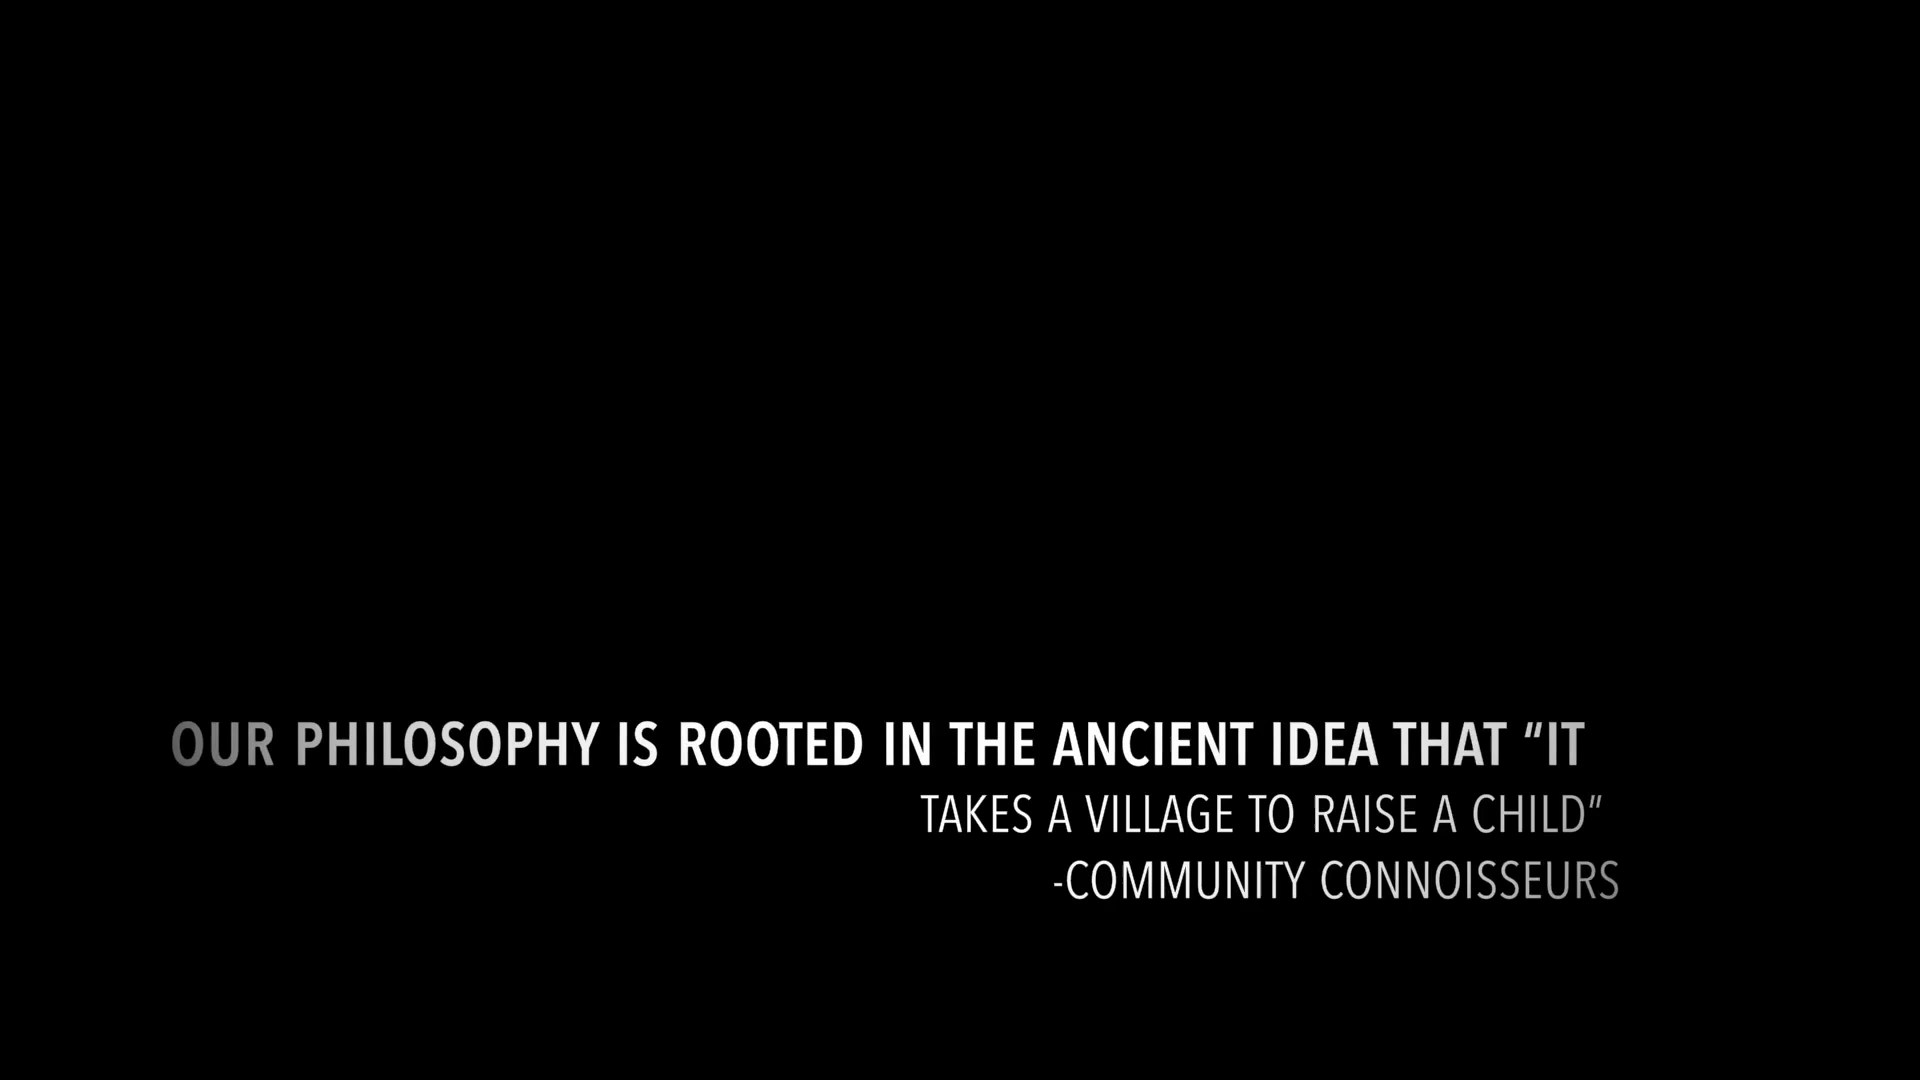 OUR PHILOSOPHY IS ROOTED IN THE ANCIENT IDEA THAT “IT
TAKES A VILLAGE TO RAISE A CHILD”
-COMMUNITY CONNOISSEURS